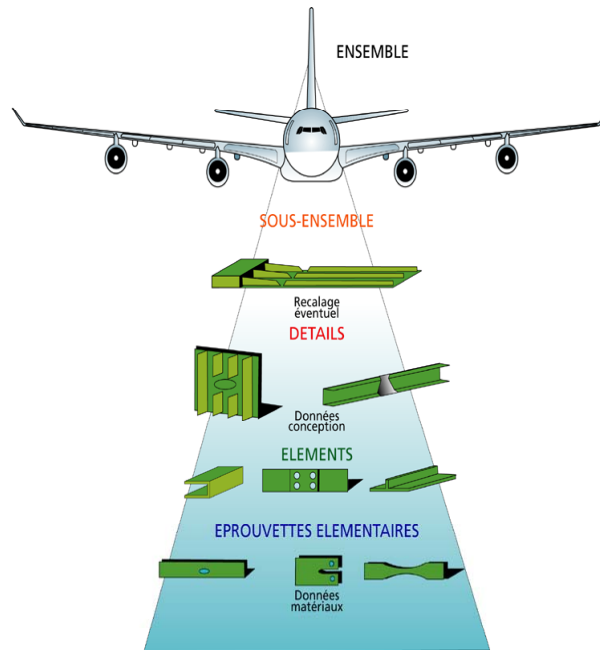 ENSEMBLE
SOUS-ENSEMBLE
Recalage
éventuel
DETAILS
Données
conception
ELEMENTS
EPROUVETTES ELEMENTAIRES
Données
matériaux